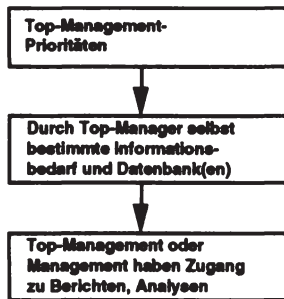 Top-Management-
Prioritäten
Durch Top-Manager selbst
bestimmte Informations-
bedarf und Datenbank(en)
Top-Management oder
Management haben Zugang
zu Berichten, Analysen